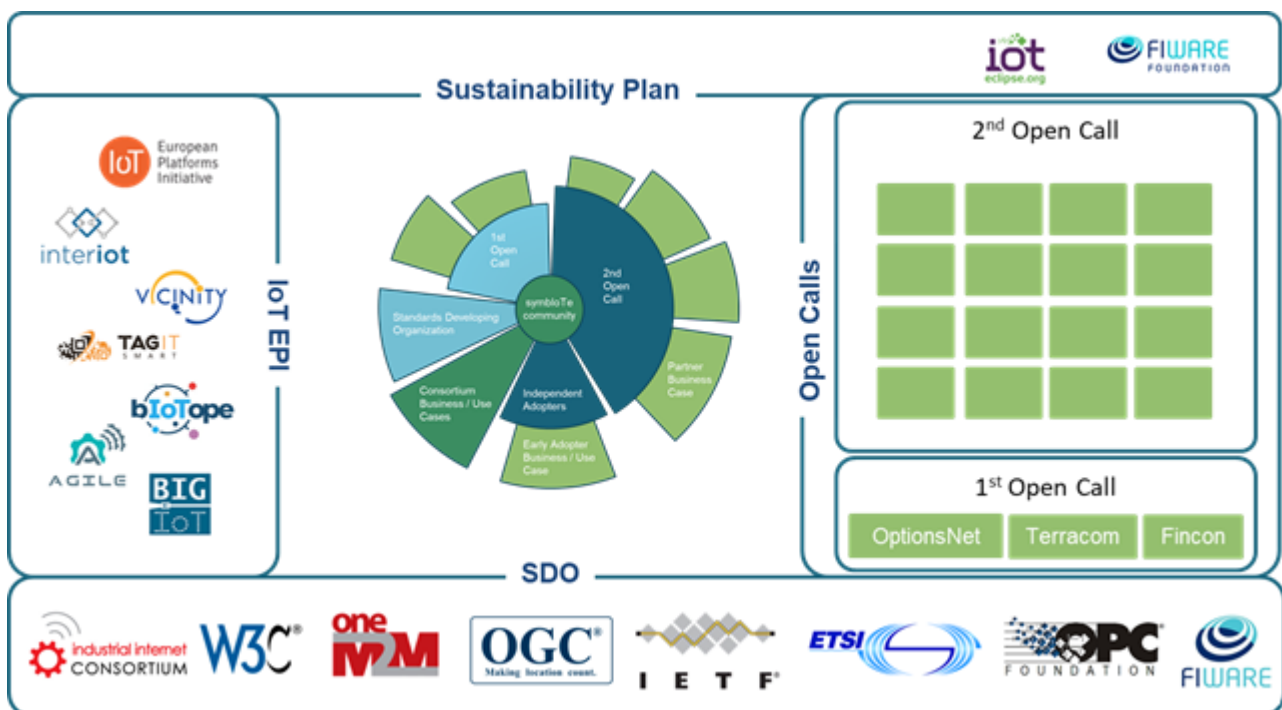 iot
eclipse.org
FIWARE
FOUNDATION
Sustainability Plan
IoT
European
Platforms
Initiative
interiot
VICINITY
TAGIT
SMART
bIoTope
AGILE
BIG
IoT
IoT EPI
1st
Open
Call
2nd
Open
Call
symbIoTe
community
Standards Developing
Organization
Consortium
Business / Use
Cases
Independent
Adopters
Early Adopter
Business / Use
Case
Partner
Business
Case
Open Calls
2nd Open Call
1st Open Call
OptionsNet
Terracom
Fincon
SDO
industrial internet
CONSORTIUM
W3C®
one
M2M
OGC®
Making location count.
IETF®
ETSI
OPC
FOUNDATION
FIWARE